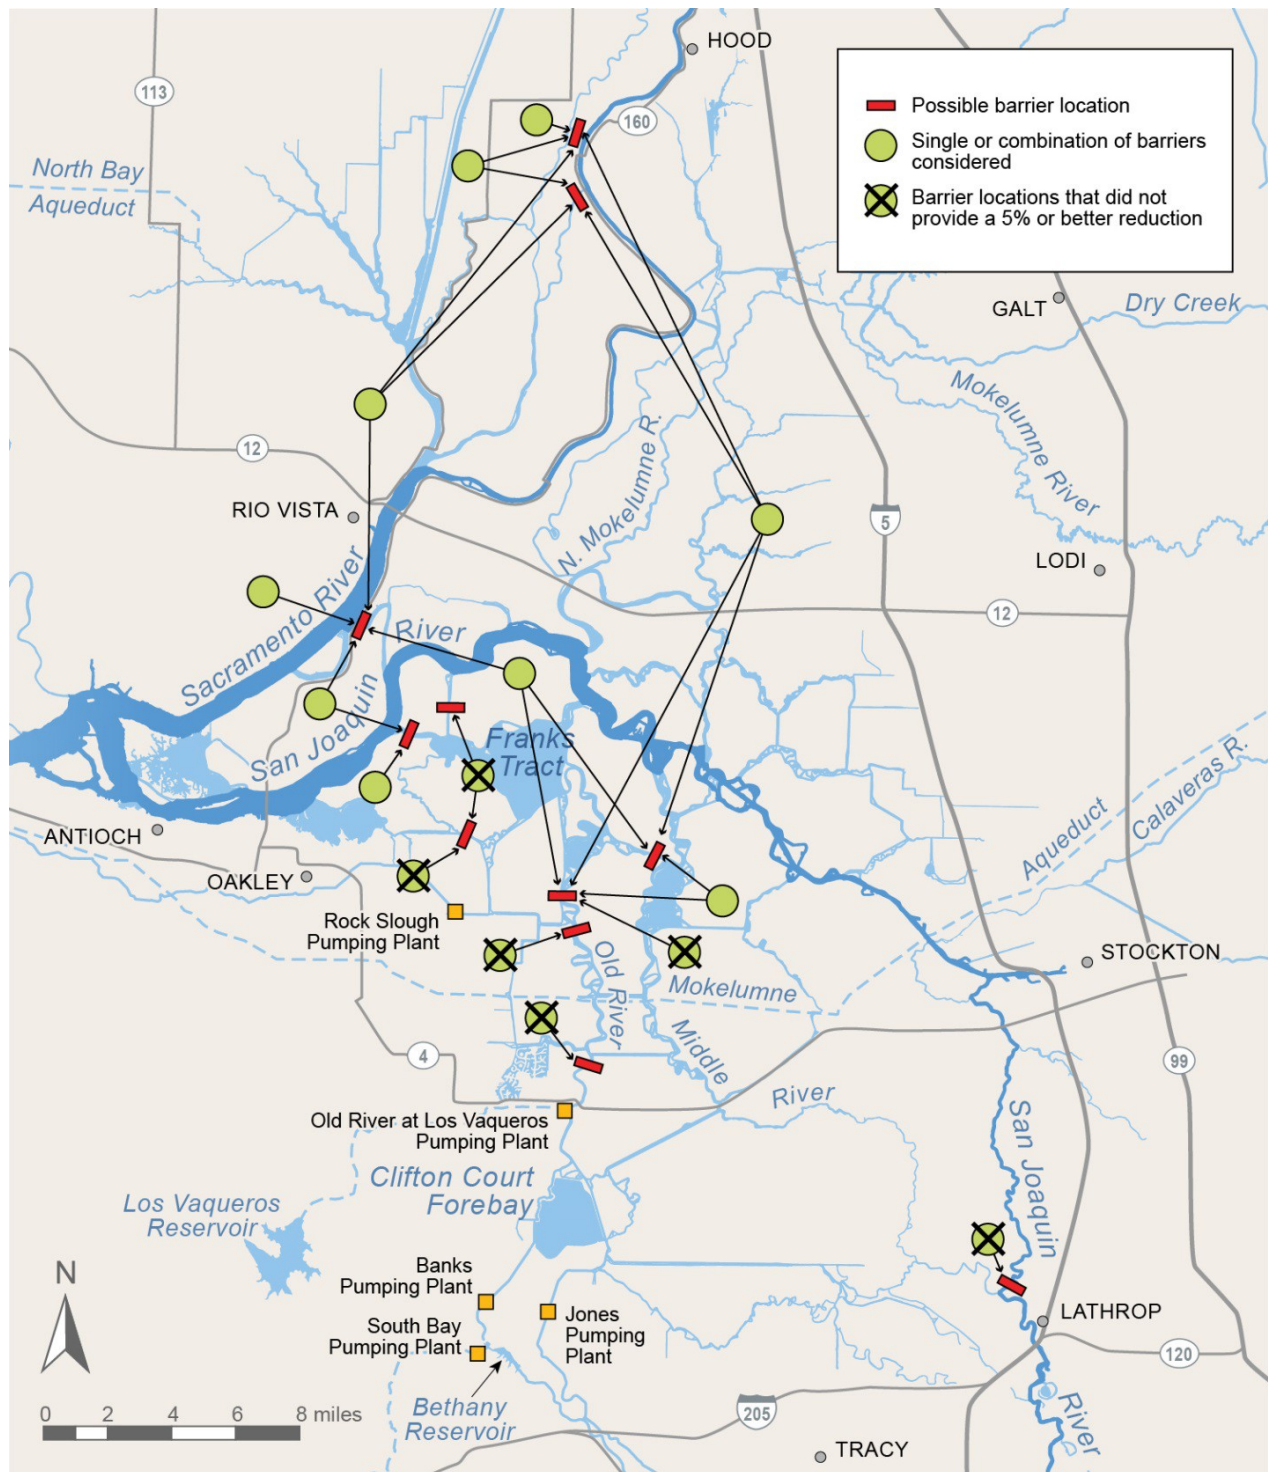 HOOD
113
160
Possible barrier location
Single or combination of barriers
considered
Barrier locations that did not
provide a 5% or better reduction
North Bay
Aqueduct
GALT
Dry Creek
Mokelumne
River
12
RIO VISTA
N. Mokelumne R.
5
LODI
12
Sacramento River
River
San Joaquin
Franks
Tract
Aqueduct
Calaveras R.
ANTIOCH
OAKLEY
Rock Slough
Pumping Plant
STOCKTON
Old River
Mokelumne
Middle
River
4
99
Old River at Los Vaqueros
Pumping Plant
San Joaquin
Clifton Court
Forebay
Los Vaqueros
Reservoir
N
Banks
Pumping Plant
South Bay
Pumping Plant
Jones
Pumping
Plant
LATHROP
120
Bethany
Reservoir
205
River
0 2 4 6 8 miles
TRACY